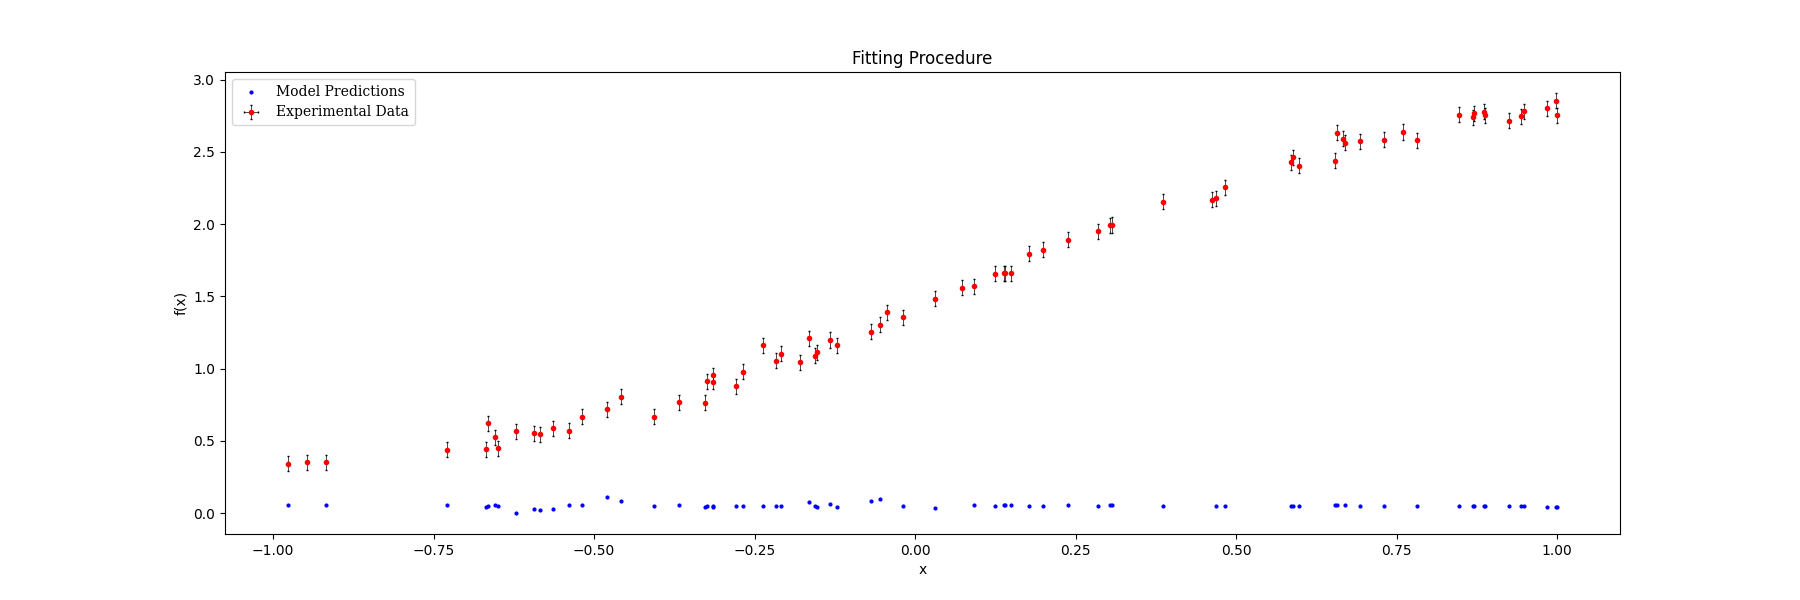 Fitting Procedure
Model Predictions
Experimental Data
3.0
2.5
2.0
1.5
1.0
0.5
0.0
f(x)
−1.00 −0.75 −0.50 −0.25 0.00 0.25 0.50 0.75 1.00
x